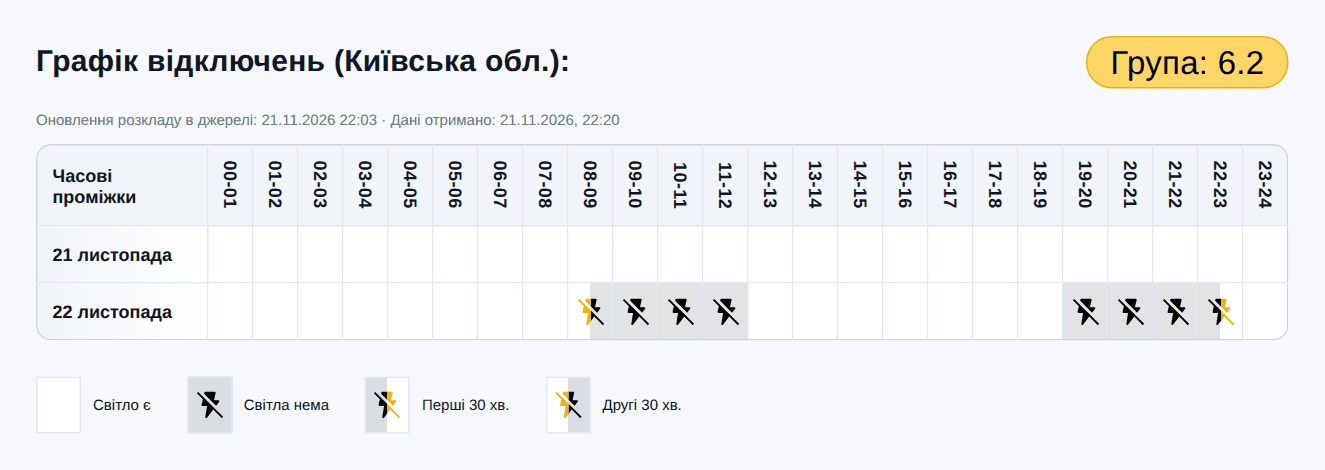 Графік відключень (Київська обл.):
Група: 6.2
Оновлення розкладу в джерелі: 21.11.2026 22:03 · Дані отримано: 21.11.2026, 22:20
Часові
проміжки
00-01
01-02
02-03
03-04
04-05
05-06
06-07
07-08
08-09
09-10
10-11
11-12
12-13
13-14
14-15
15-16
16-17
17-18
18-19
19-20
20-21
21-22
22-23
23-24
21 листопада
22 листопада
Світло є
Світла нема
Перші 30 хв.
Другі 30 хв.